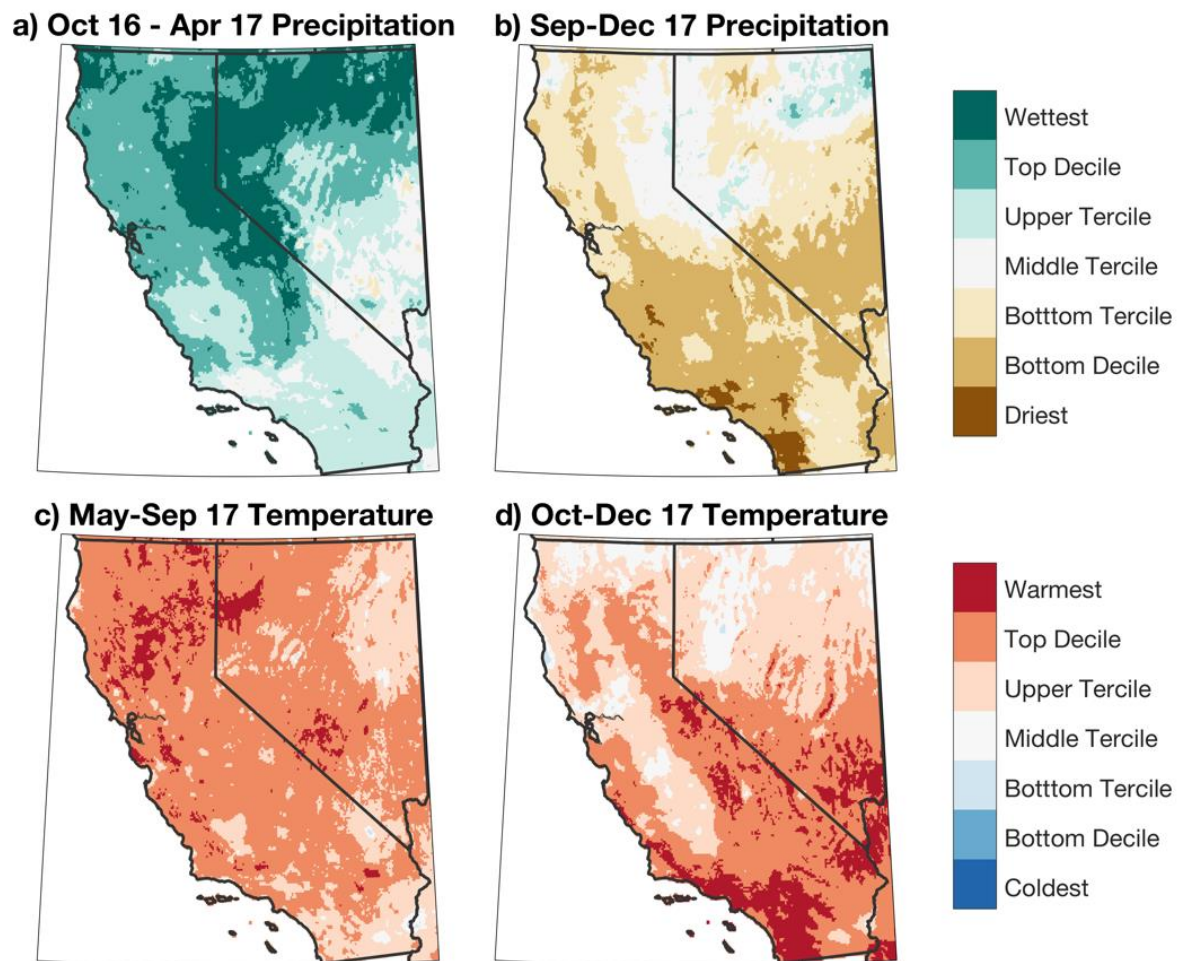 a) Oct 16 - Apr 17 Precipitation
b) Sep-Dec 17 Precipitation
Wettest
Top Decile
Upper Tercile
Middle Tercile
Botttom Tercile
Bottom Decile
Driest
c) May-Sep 17 Temperature
d) Oct-Dec 17 Temperature
Warmest
Top Decile
Upper Tercile
Middle Tercile
Botttom Tercile
Bottom Decile
Coldest